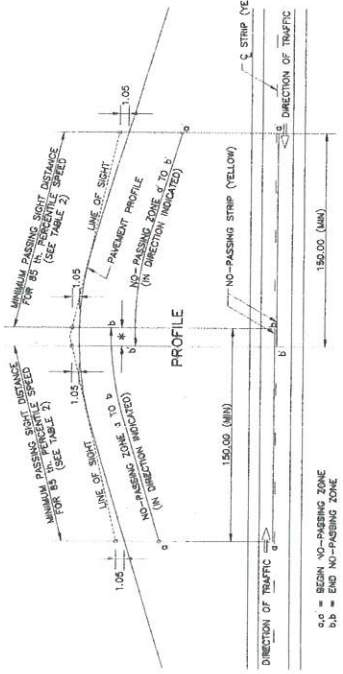 MINIMUM PASSING SIGHT DISTANCE
FOR 85 th. PERCENTILE SPEED
(SEE TABLE 2)
MINIMUM PASSING SIGHT DISTANCE
FOR 85 th. PERCENTILE SPEED
(SEE TABLE 2)
1.05
1.05
1.05
1.05
LINE OF SIGHT
LINE OF SIGHT
PAVEMENT PROFILE
NO-PASSING ZONE a TO b
(IN DIRECTION INDICATED)
NO-PASSING ZONE a' TO b'
(IN DIRECTION INDICATED)
a
b
b'
a'
*
PROFILE
150.00 (MIN)
150.00 (MIN)
NO-PASSING STRIP (YELLOW)
C STRIP (YE
DIRECTION OF TRAFFIC
DIRECTION OF TRAFFIC
a
b
b'
a'
a,a' = BEGIN NO-PASSING ZONE
b,b' = END NO-PASSING ZONE